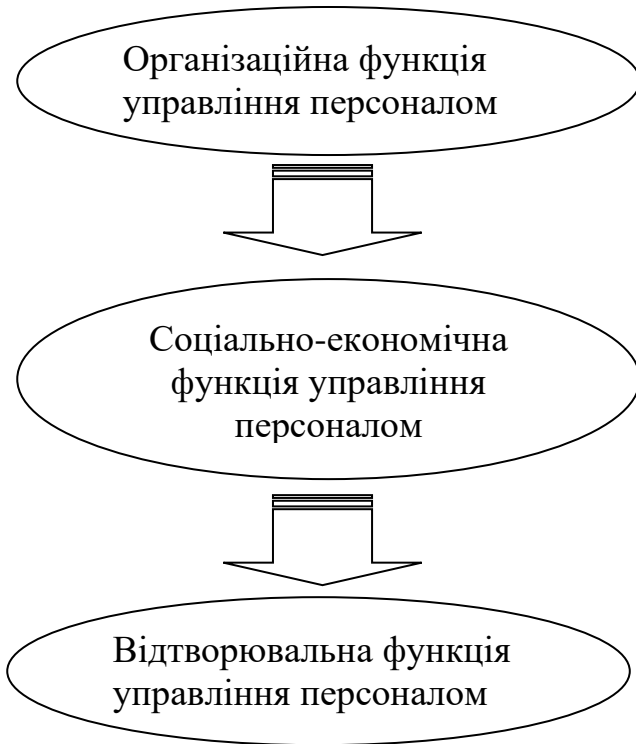 Організаційна функція
управління персоналом
Соціально-економічна
функція управління
персоналом
Відтворювальна функція
управління персоналом